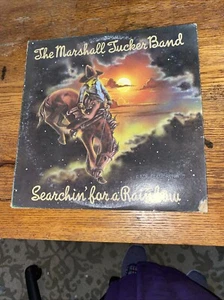 The Marshall Tucker Band
Searchin' for a Rainbow